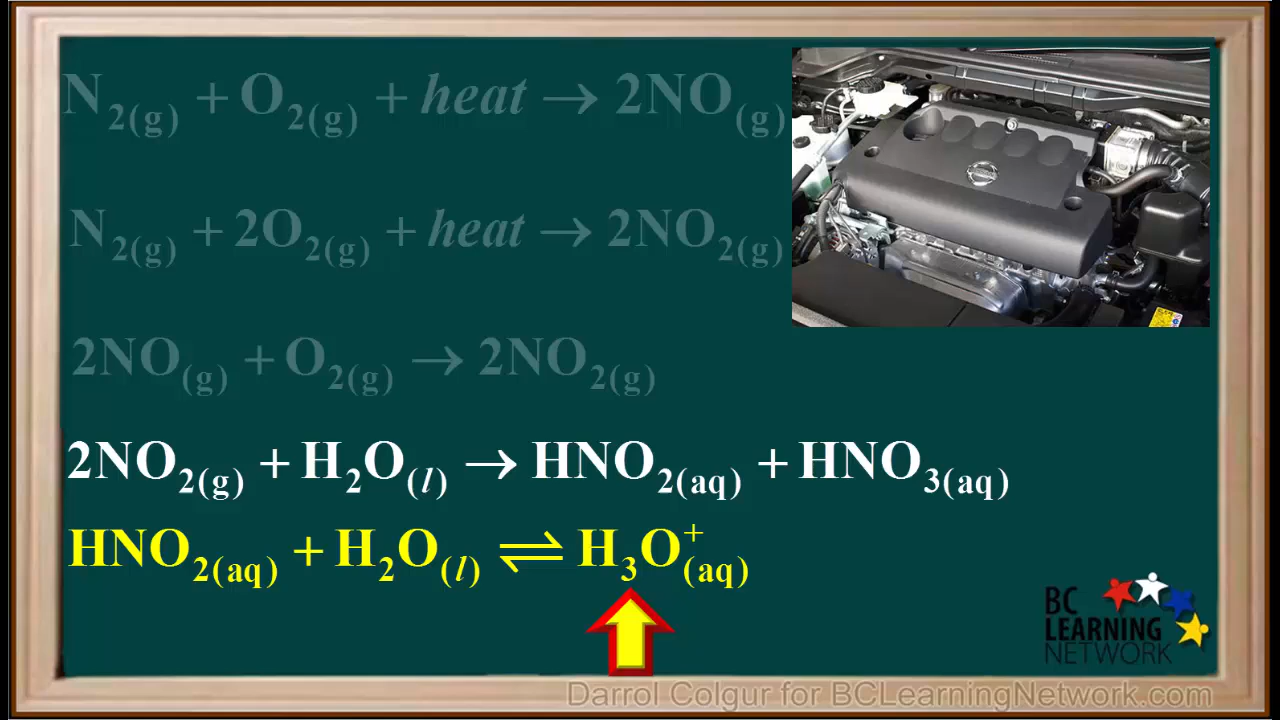 N₂(g) + O₂(g) + heat → 2NO(g)
N₂(g) + 2O₂(g) + heat → 2NO₂(g)
2NO(g) + O₂(g) → 2NO₂(g)
2NO₂(g) + H₂O(l) → HNO₂(aq) + HNO₃(aq)
HNO₂(aq) + H₂O(l) ⇌ H₃O⁺(aq)
BC
LEARNING
NETWORK
Darrol Colgur for BCLearningNetwork.com